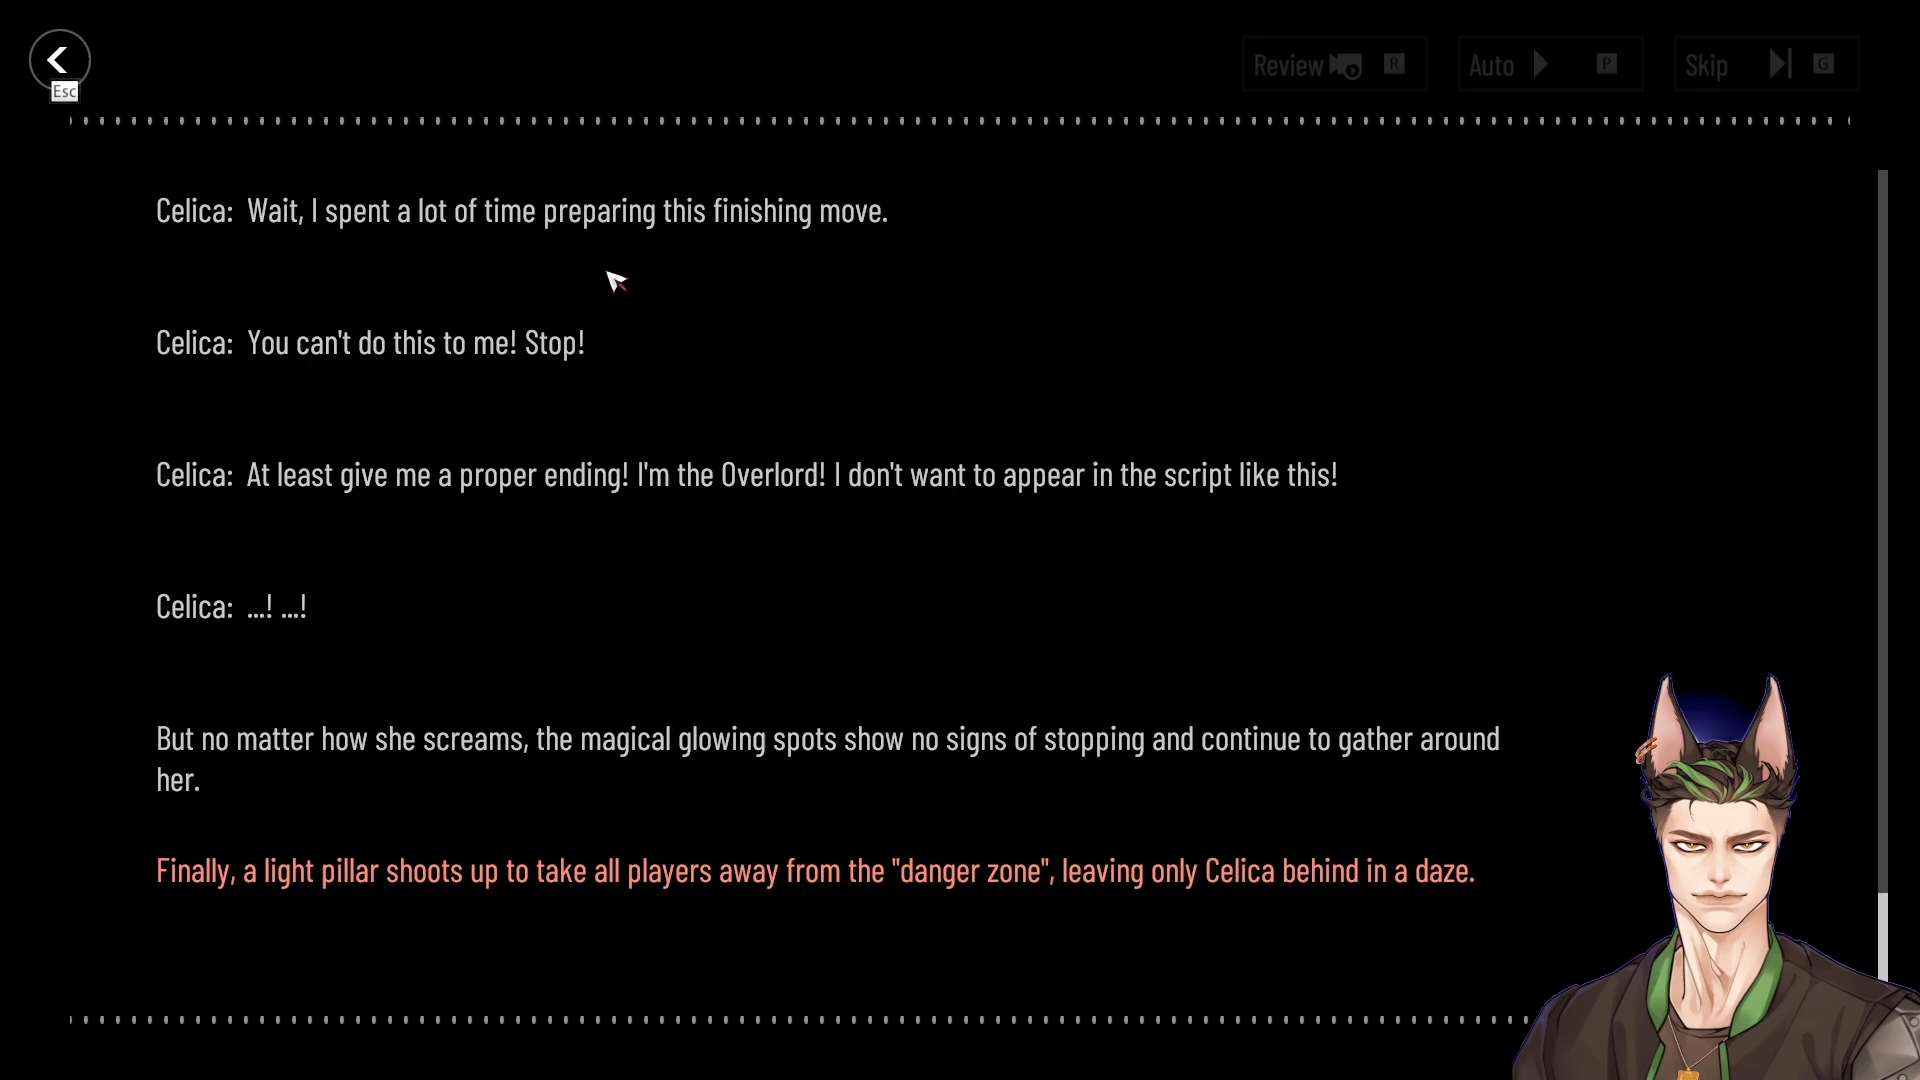 Esc
Review R
Auto P
Skip G
Celica: Wait, I spent a lot of time preparing this finishing move.
Celica: You can't do this to me! Stop!
Celica: At least give me a proper ending! I'm the Overlord! I don't want to appear in the script like this!
Celica: ...! ...!
But no matter how she screams, the magical glowing spots show no signs of stopping and continue to gather around
her.
Finally, a light pillar shoots up to take all players away from the "danger zone", leaving only Celica behind in a daze.